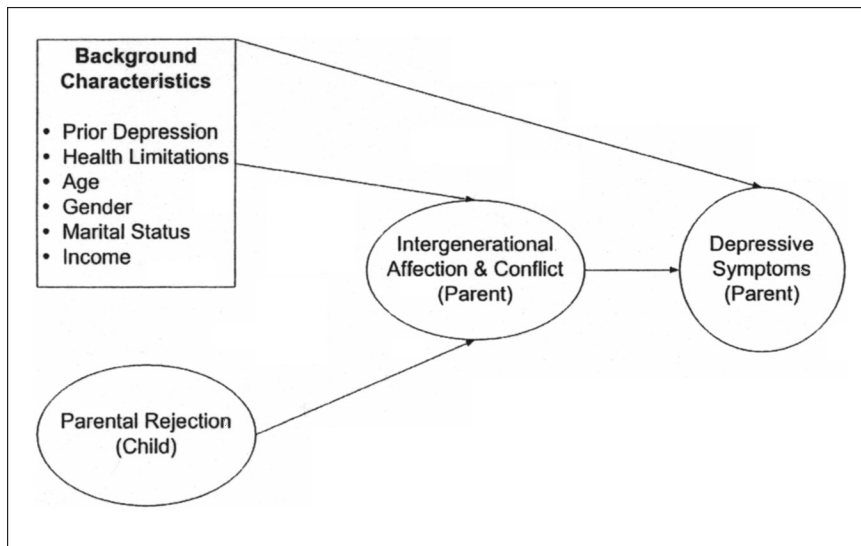 Background
Characteristics
• Prior Depression
• Health Limitations
• Age
• Gender
• Marital Status
• Income
Intergenerational
Affection & Conflict
(Parent)
Depressive
Symptoms
(Parent)
Parental Rejection
(Child)